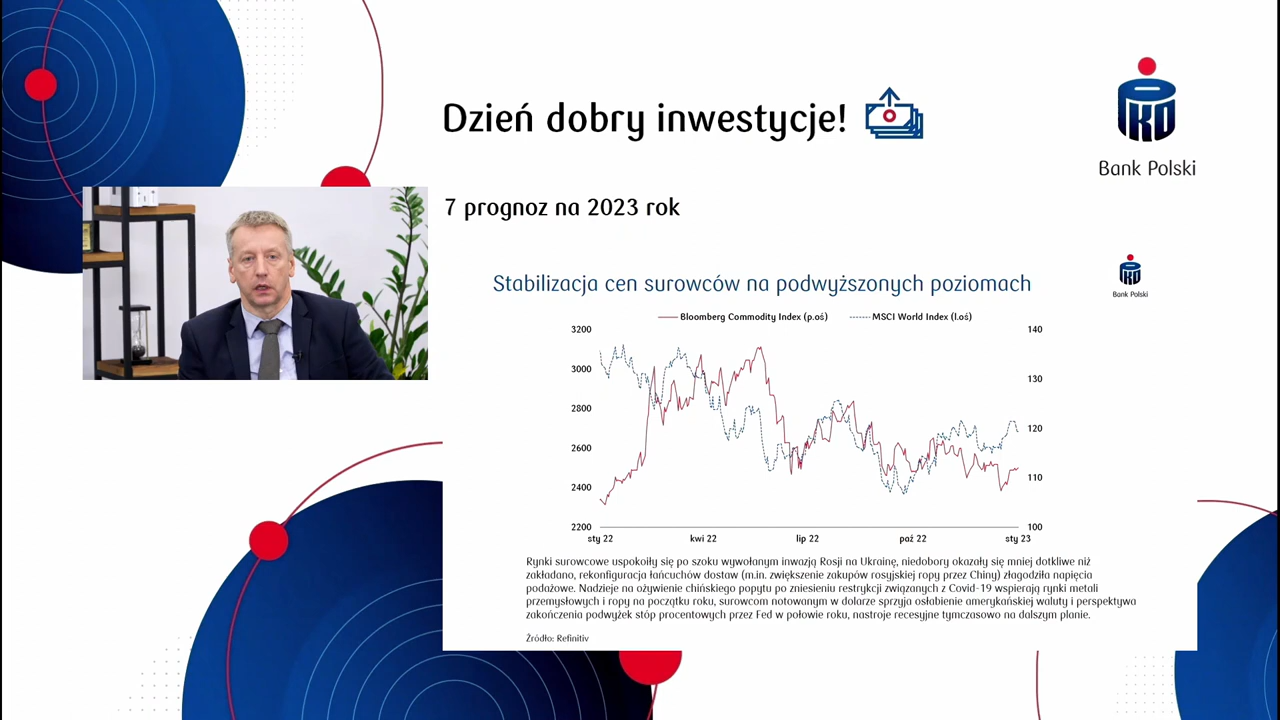 Dzień dobry inwestycje!
PKO
Bank Polski
7 prognoz na 2023 rok
Stabilizacja cen surowców na podwyższonych poziomach
PKO
Bank Polski
Bloomberg Commodity Index (p.oś)
MSCI World Index (l.oś)
3200
3000
2800
2600
2400
2200
140
130
120
110
100
sty 22
kwi 22
lip 22
paź 22
sty 23
Rynki surowcowe uspokoiły się po szoku wywołanym inwazją Rosji na Ukrainę, niedobory okazały się mniej dotkliwe niż
zakładano, rekonfiguracja łańcuchów dostaw (m.in. zwiększenie zakupów rosyjskiej ropy przez Chiny) złagodziła napięcia
podażowe. Nadzieje na ożywienie chińskiego popytu po zniesieniu restrykcji związanych z Covid-19 wspierają rynki metali
przemysłowych i ropy na początku roku, surowcom notowanym w dolarze sprzyja osłabienie amerykańskiej waluty i perspektywa
zakończenia podwyżek stóp procentowych przez Fed w połowie roku, nastroje recesyjne tymczasowo na dalszym planie.
Źródło: Refinitiv